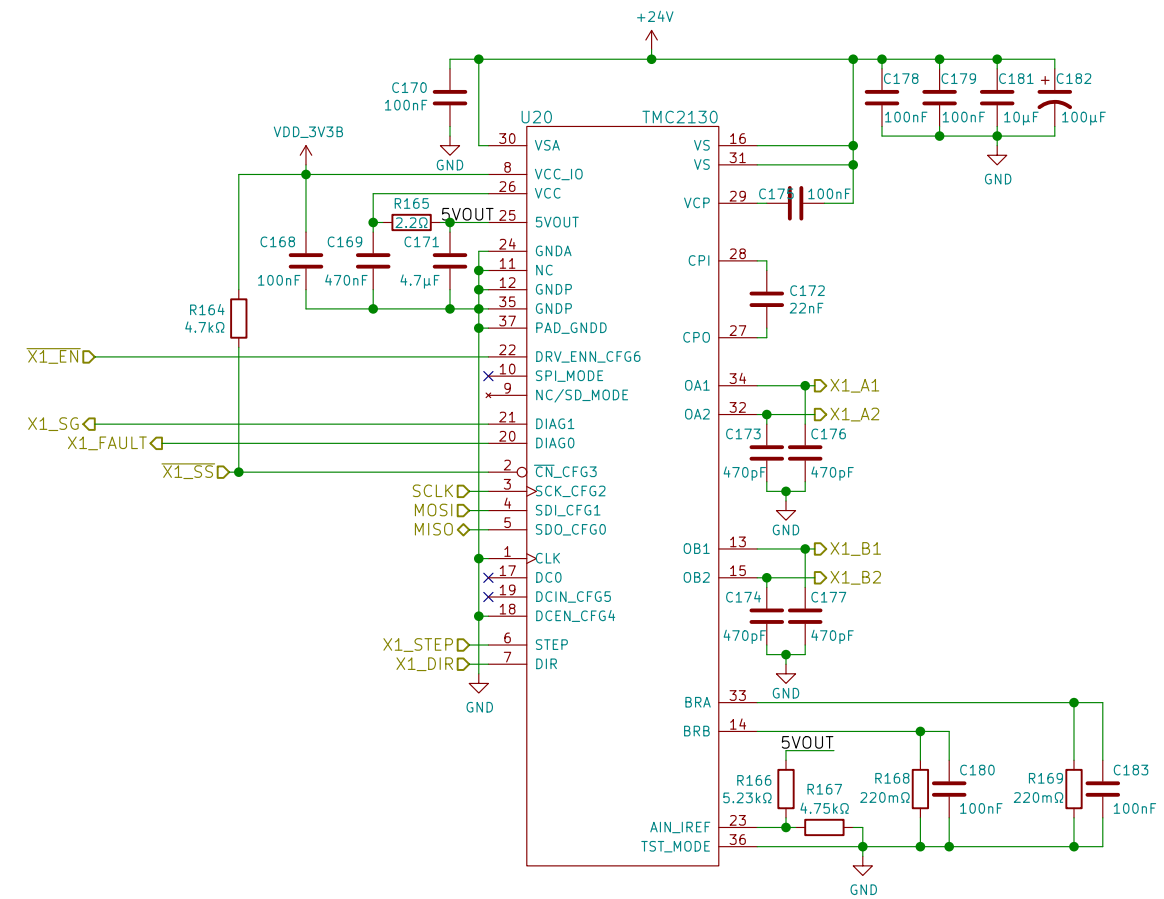 +24V
C170
100nF
C178
C179
C181
+
C182
100nF
100nF
10µF
100µF
U20
TMC2130
VDD_3V3B
GND
GND
30
VSA
VS
16
8
VCC_IO
VS
31
26
VCC
VCP
29
C175
100nF
R165
5VOUT
25
5VOUT
2.2Ω
C168
C169
C171
24
GNDA
CPI
28
100nF
470nF
4.7µF
11
NC
12
GNDP
C172
22nF
R164
4.7kΩ
35
GNDP
37
PAD_GNDD
CPO
27
X1_EN
22
DRV_ENN_CFG6
10
SPI_MODE
OA1
34
X1_A1
9
NC/SD_MODE
OA2
32
X1_A2
X1_SG
21
DIAG1
C173
C176
X1_FAULT
20
DIAG0
X1_SS
2
CN_CFG3
470pF
470pF
SCLK
3
SCK_CFG2
MOSI
4
SDI_CFG1
MISO
5
SDO_CFG0
GND
1
CLK
OB1
13
X1_B1
17
DCO
OB2
15
X1_B2
19
DCIN_CFG5
C174
C177
18
DCEN_CFG4
470pF
470pF
X1_STEP
6
STEP
X1_DIR
7
DIR
GND
GND
BRA
33
BRB
14
5VOUT
R166
5.23kΩ
R167
4.75kΩ
R168
220mΩ
C180
100nF
R169
220mΩ
C183
100nF
AIN_IREF
23
TST_MODE
36
GND